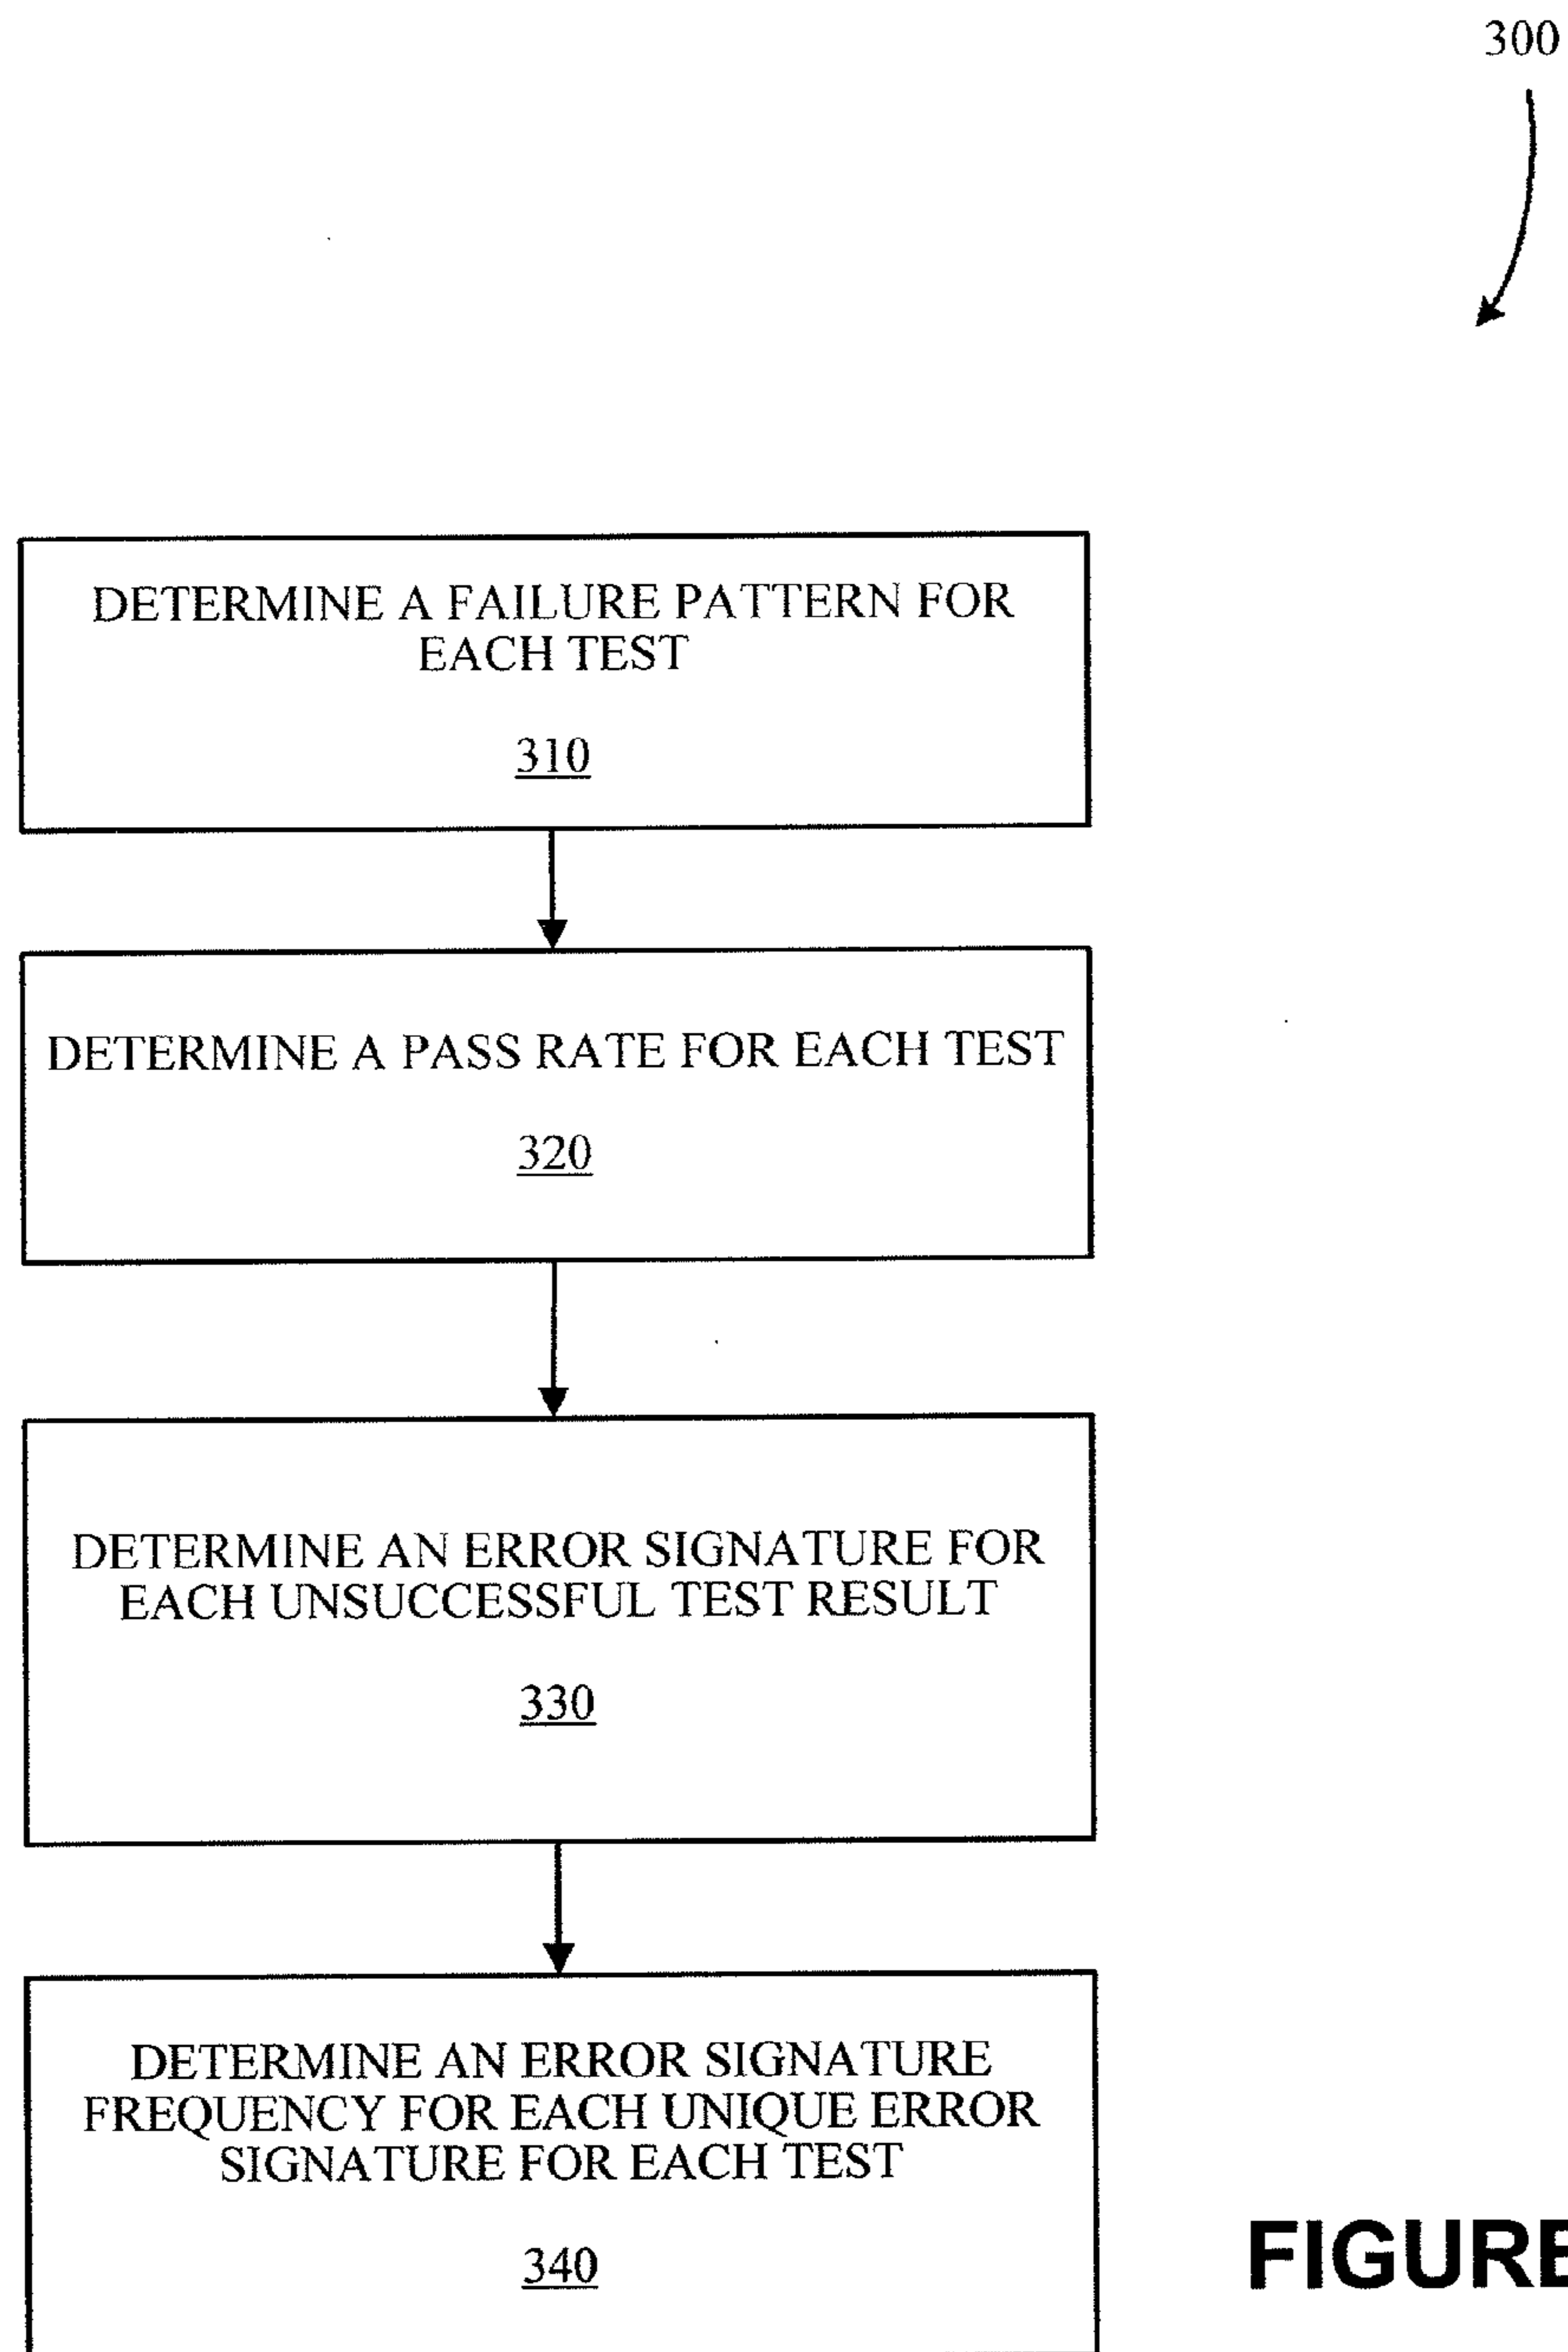 300
DETERMINE A FAILURE PATTERN FOR
EACH TEST
310
DETERMINE A PASS RATE FOR EACH TEST
320
DETERMINE AN ERROR SIGNATURE FOR
EACH UNSUCCESSFUL TEST RESULT
330
DETERMINE AN ERROR SIGNATURE
FREQUENCY FOR EACH UNIQUE ERROR
SIGNATURE FOR EACH TEST
340
FIGURE